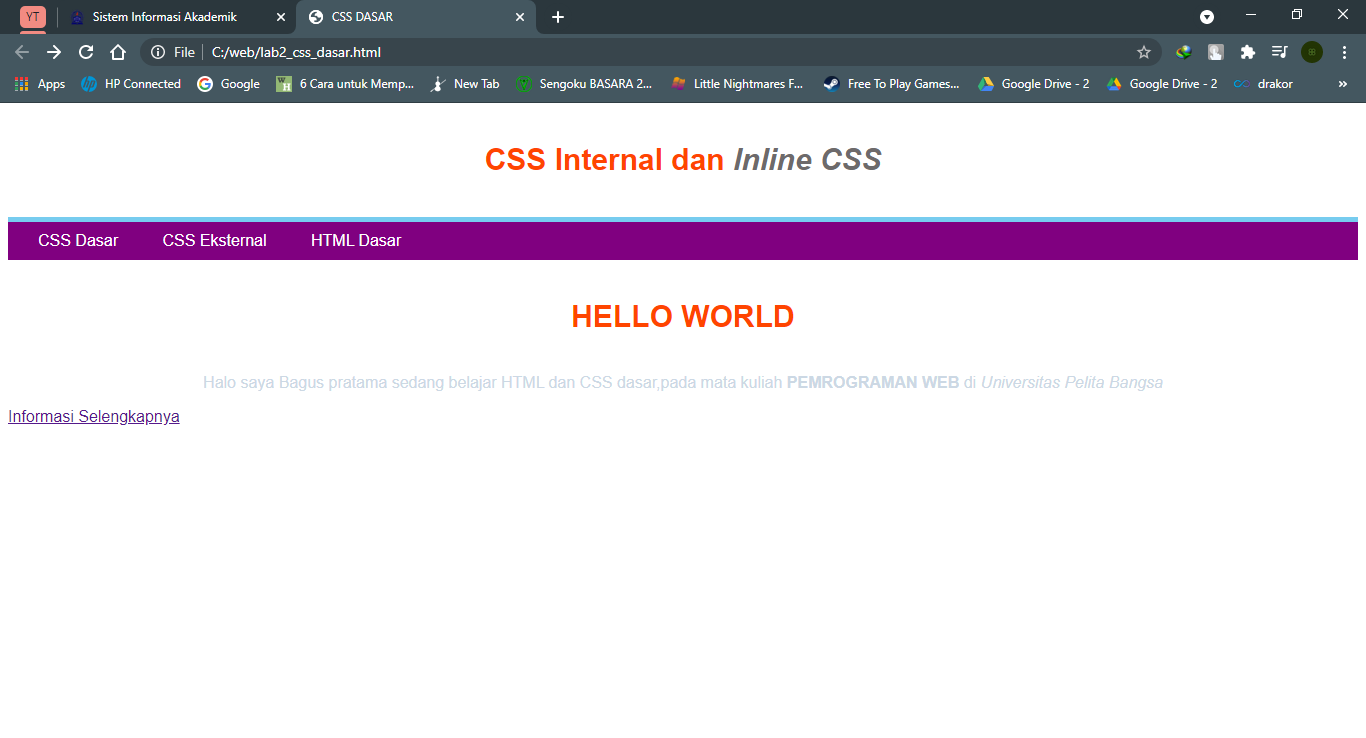 YT Sistem Informasi Akademik CSS DASAR
File C:/web/lab2_css_dasar.html
Apps HP Connected Google 6 Cara untuk Memp... New Tab Sengoku BASARA 2... Little Nightmares F... Free To Play Games... Google Drive - 2 Google Drive - 2 drakor »
CSS Internal dan Inline CSS
CSS Dasar CSS Eksternal HTML Dasar
HELLO WORLD
Halo saya Bagus pratama sedang belajar HTML dan CSS dasar,pada mata kuliah PEMROGRAMAN WEB di Universitas Pelita Bangsa
Informasi Selengkapnya